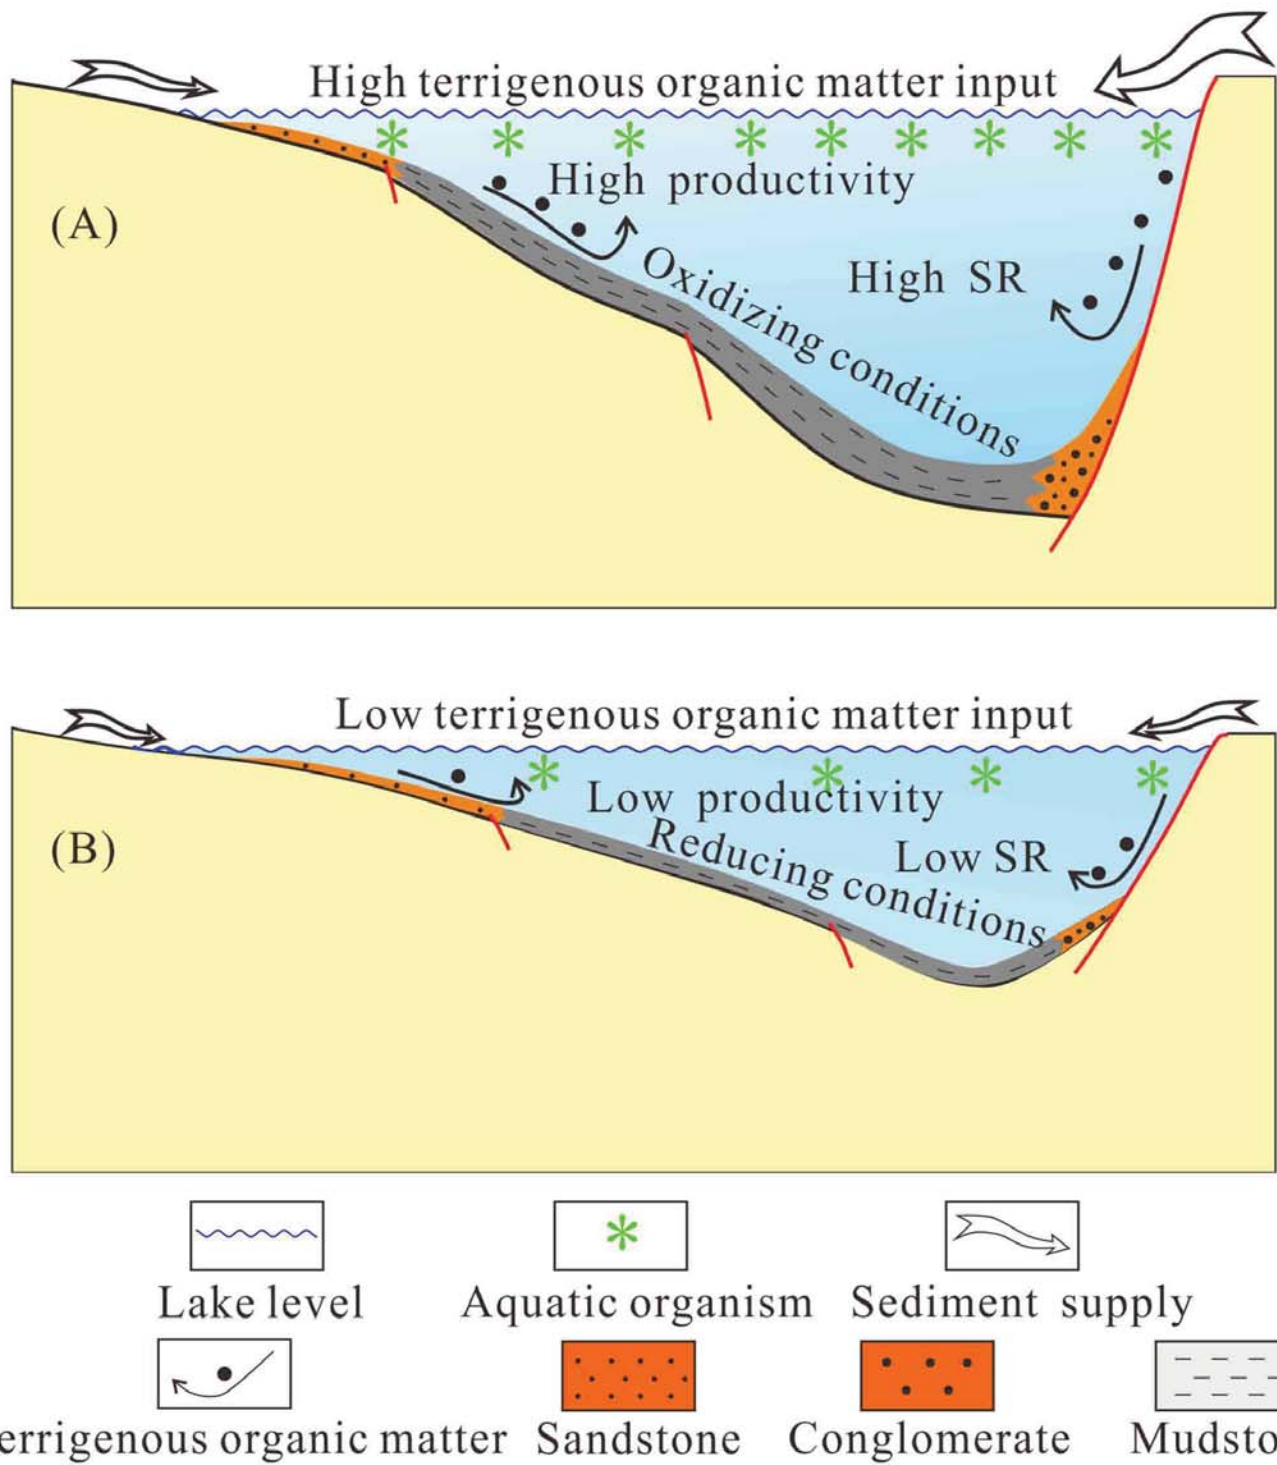 High terrigenous organic matter input
High productivity
(A)
High SR
Oxidizing conditions
Low terrigenous organic matter input
Low productivity
(B)
Low SR
Reducing conditions
Lake level
Aquatic organism
Sediment supply
errigenous organic matter
Sandstone
Conglomerate
Mudsto